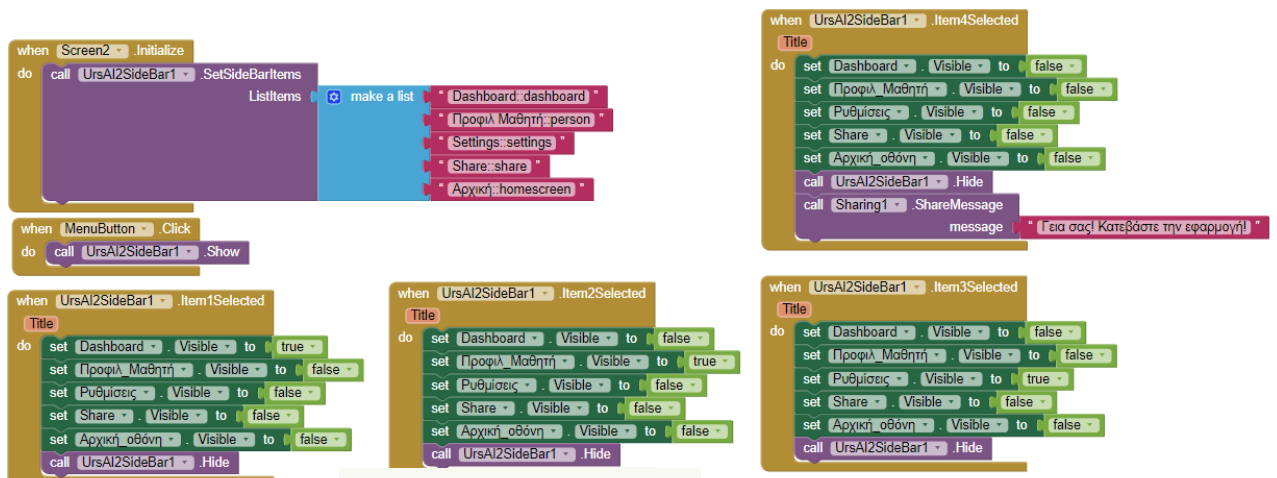 when Screen2 .Initialize
do call UrsAI2SideBar1 .SetSideBarItems
ListItems make a list " Dashboard::dashboard "
" Προφιλ Μαθητή::person "
" Settings::settings "
" Share::share "
" Αρχική::homescreen "
when MenuButton .Click
do call UrsAI2SideBar1 .Show
when UrsAI2SideBar1 .Item4Selected
Title
do set Dashboard . Visible to false
set Προφιλ_Μαθητή . Visible to false
set Ρυθμίσεις . Visible to false
set Share . Visible to false
set Αρχική_οθόνη . Visible to false
call UrsAI2SideBar1 .Hide
call Sharing1 .ShareMessage
message " Γεια σας! Κατεβάστε την εφαρμογή! "
when UrsAI2SideBar1 .Item1Selected
Title
do set Dashboard . Visible to true
set Προφιλ_Μαθητή . Visible to false
set Ρυθμίσεις . Visible to false
set Share . Visible to false
set Αρχική_οθόνη . Visible to false
call UrsAI2SideBar1 .Hide
when UrsAI2SideBar1 .Item2Selected
Title
do set Dashboard . Visible to false
set Προφιλ_Μαθητή . Visible to true
set Ρυθμίσεις . Visible to false
set Share . Visible to false
set Αρχική_οθόνη . Visible to false
call UrsAI2SideBar1 .Hide
when UrsAI2SideBar1 .Item3Selected
Title
do set Dashboard . Visible to false
set Προφιλ_Μαθητή . Visible to false
set Ρυθμίσεις . Visible to true
set Share . Visible to false
set Αρχική_οθόνη . Visible to false
call UrsAI2SideBar1 .Hide